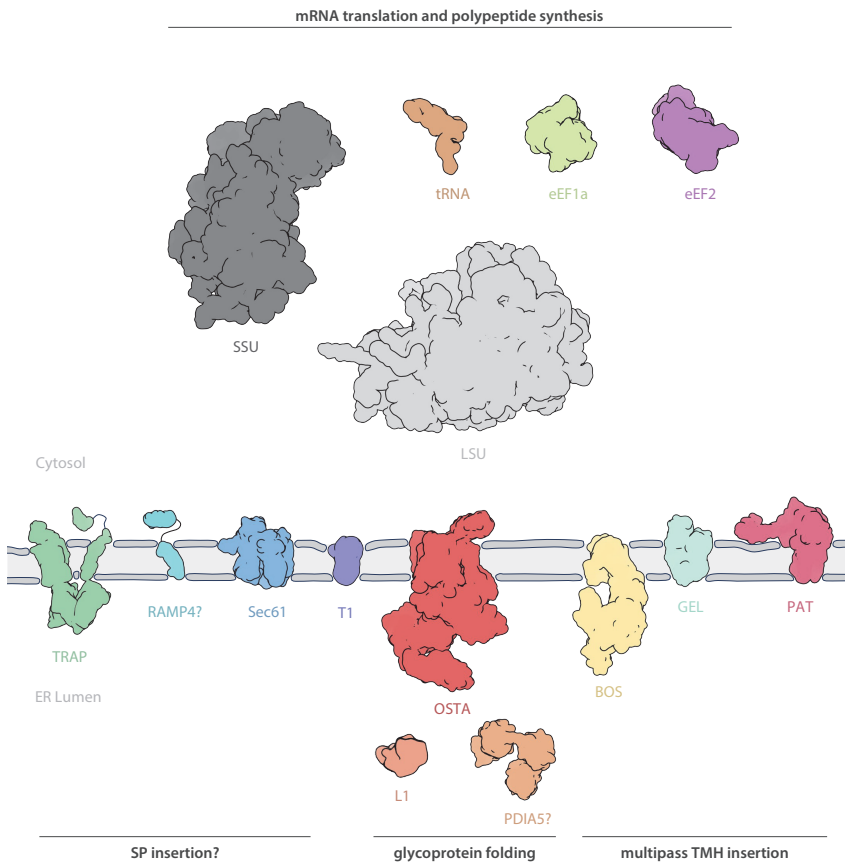 mRNA translation and polypeptide synthesis
tRNA
eEF1a
eEF2
SSU
LSU
Cytosol
RAMP4?
Sec61
T1
GEL
PAT
TRAP
BOS
ER Lumen
OSTA
L1
PDIA5?
SP insertion?
glycoprotein folding
multipass TMH insertion